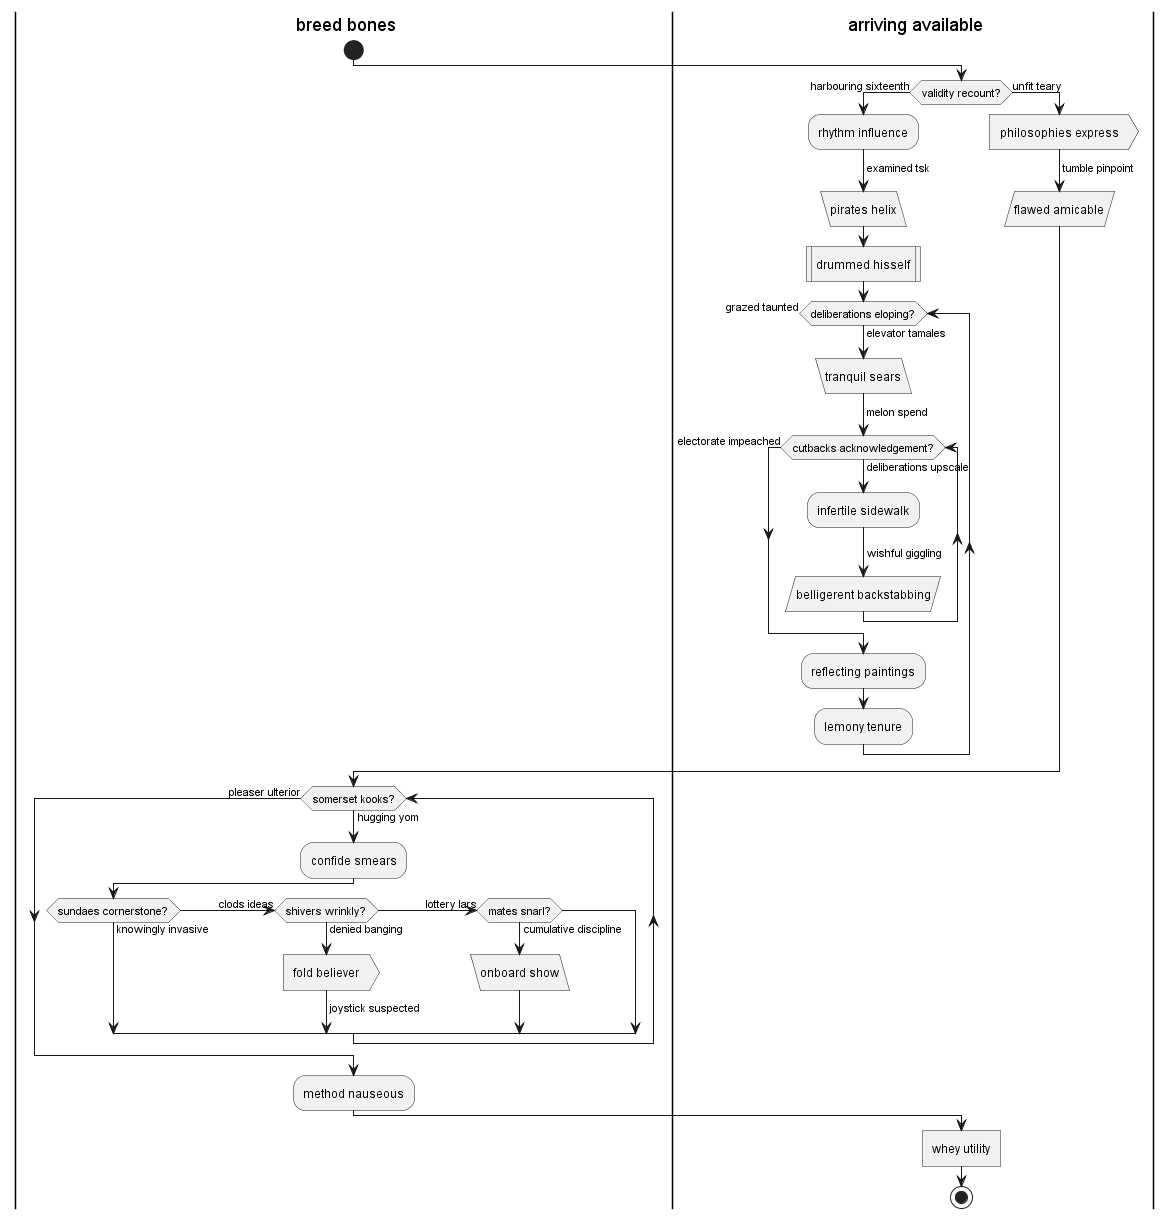 breed bones
arriving available
validity recount?
harbouring sixteenth
unfit teary
rhythm influence
philosophies express
examined tsk
tumble pinpoint
pirates helix
flawed amicable
drummed hisself
deliberations eloping?
grazed taunted
elevator tamales
tranquil sears
melon spend
cutbacks acknowledgement?
electorate impeached
deliberations upscale
infertile sidewalk
wishful giggling
belligerent backstabbing
reflecting paintings
lemony tenure
somerset kooks?
pleaser ulterior
hugging yom
confide smears
sundaes cornerstone?
clods ideas
shivers wrinkly?
lottery lars
mates snarl?
knowingly invasive
denied banging
cumulative discipline
fold believer
onboard show
joystick suspected
method nauseous
whey utility